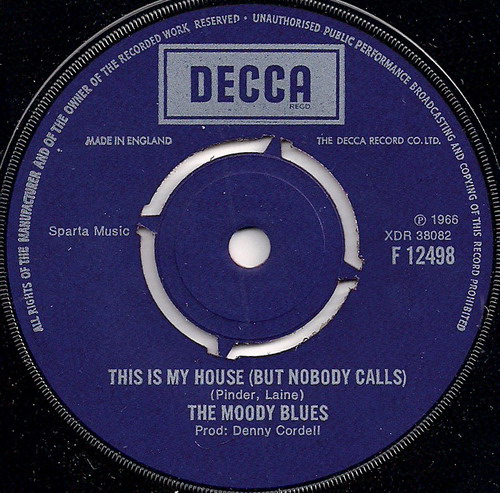 ALL RIGHTS OF THE MANUFACTURER AND OF THE OWNER OF THE RECORDED WORK RESERVED · UNAUTHORISED PUBLIC PERFORMANCE BROADCASTING AND COPYING OF THIS RECORD PROHIBITED
DECCA
REGD.
MADE IN ENGLAND
THE DECCA RECORD CO. LTD.
Sparta Music
℗ 1966
XDR 38082
F 12498
THIS IS MY HOUSE (BUT NOBODY CALLS)
(Pinder, Laine)
THE MOODY BLUES
Prod: Denny Cordell